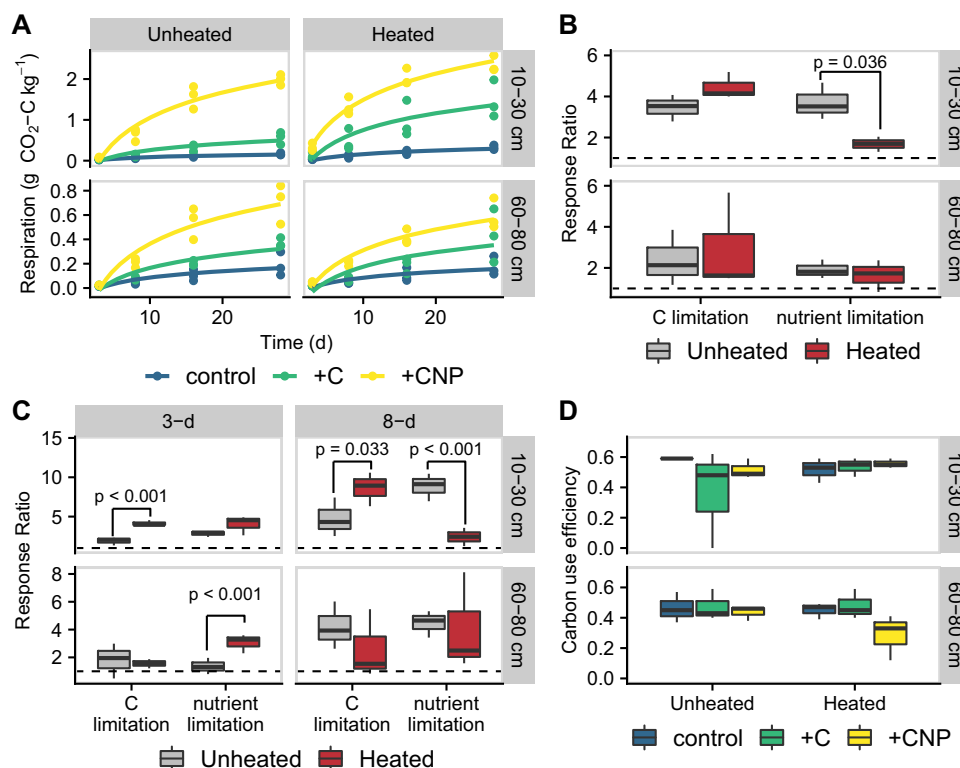 A
Unheated
Heated
Respiration (g CO₂−C kg⁻¹)
2
1
0
10−30 cm
0.8
0.6
0.4
0.2
0.0
60−80 cm
10
20
10
20
Time (d)
control
+C
+CNP
B
Response Ratio
6
4
2
p = 0.036
10−30 cm
6
4
2
60−80 cm
C limitation
nutrient limitation
Unheated
Heated
C
3−d
8−d
Response Ratio
15
10
5
p < 0.001
p = 0.033
p < 0.001
10−30 cm
8
6
4
2
p < 0.001
60−80 cm
C
limitation
nutrient
limitation
C
limitation
nutrient
limitation
Unheated
Heated
D
Carbon use efficiency
0.6
0.4
0.2
0.0
10−30 cm
0.6
0.4
0.2
0.0
60−80 cm
Unheated
Heated
control
+C
+CNP